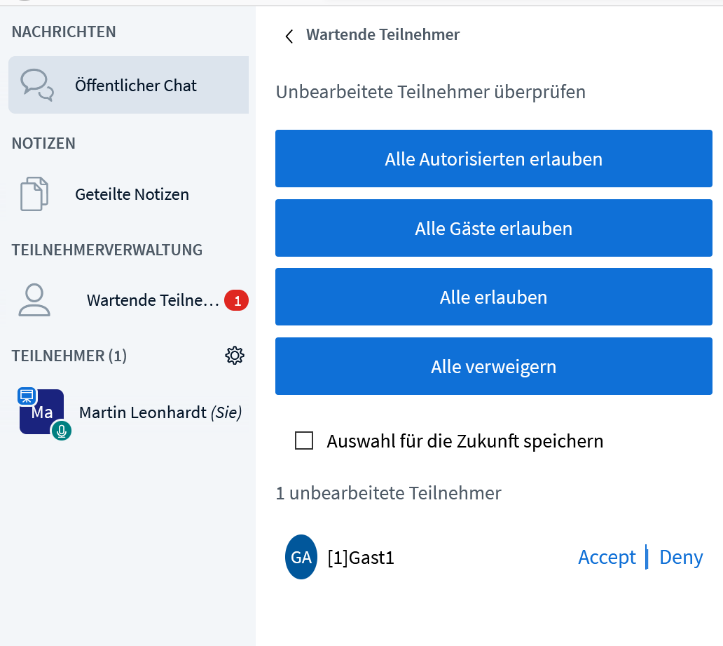 NACHRICHTEN
Öffentlicher Chat
NOTIZEN
Geteilte Notizen
TEILNEHMERVERWALTUNG
Wartende Teilne... 1
TEILNEHMER (1)
Ma Martin Leonhardt (Sie)
Wartende Teilnehmer
Unbearbeitete Teilnehmer überprüfen
Alle Autorisierten erlauben
Alle Gäste erlauben
Alle erlauben
Alle verweigern
Auswahl für die Zukunft speichern
1 unbearbeitete Teilnehmer
GA [1]Gast1 Accept | Deny